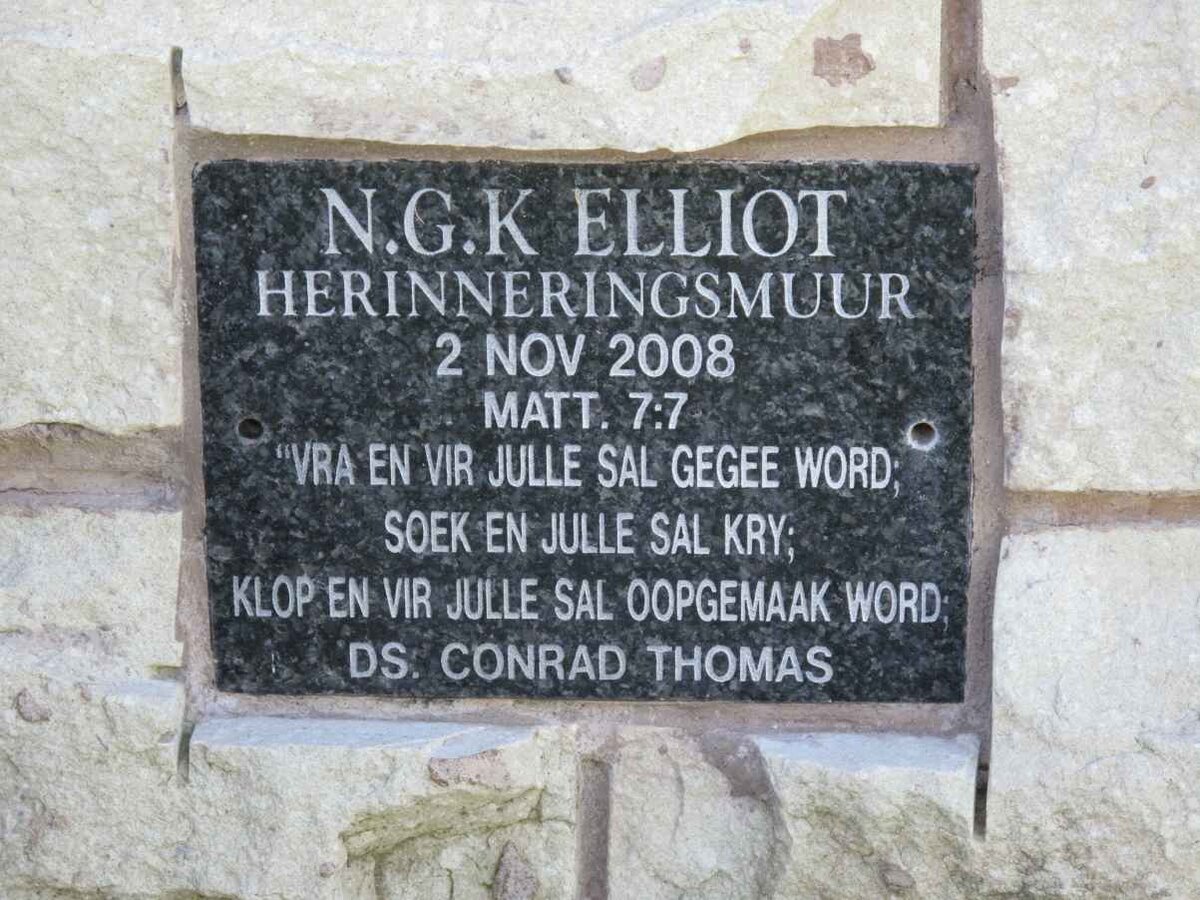 N.G.K ELLIOT
HERINNERINGSMUUR
2 NOV 2008
MATT. 7:7
"VRA EN VIR JULLE SAL GEGEE WORD;
SOEK EN JULLE SAL KRY;
KLOP EN VIR JULLE SAL OOPGEMAAK WORD;
DS. CONRAD THOMAS